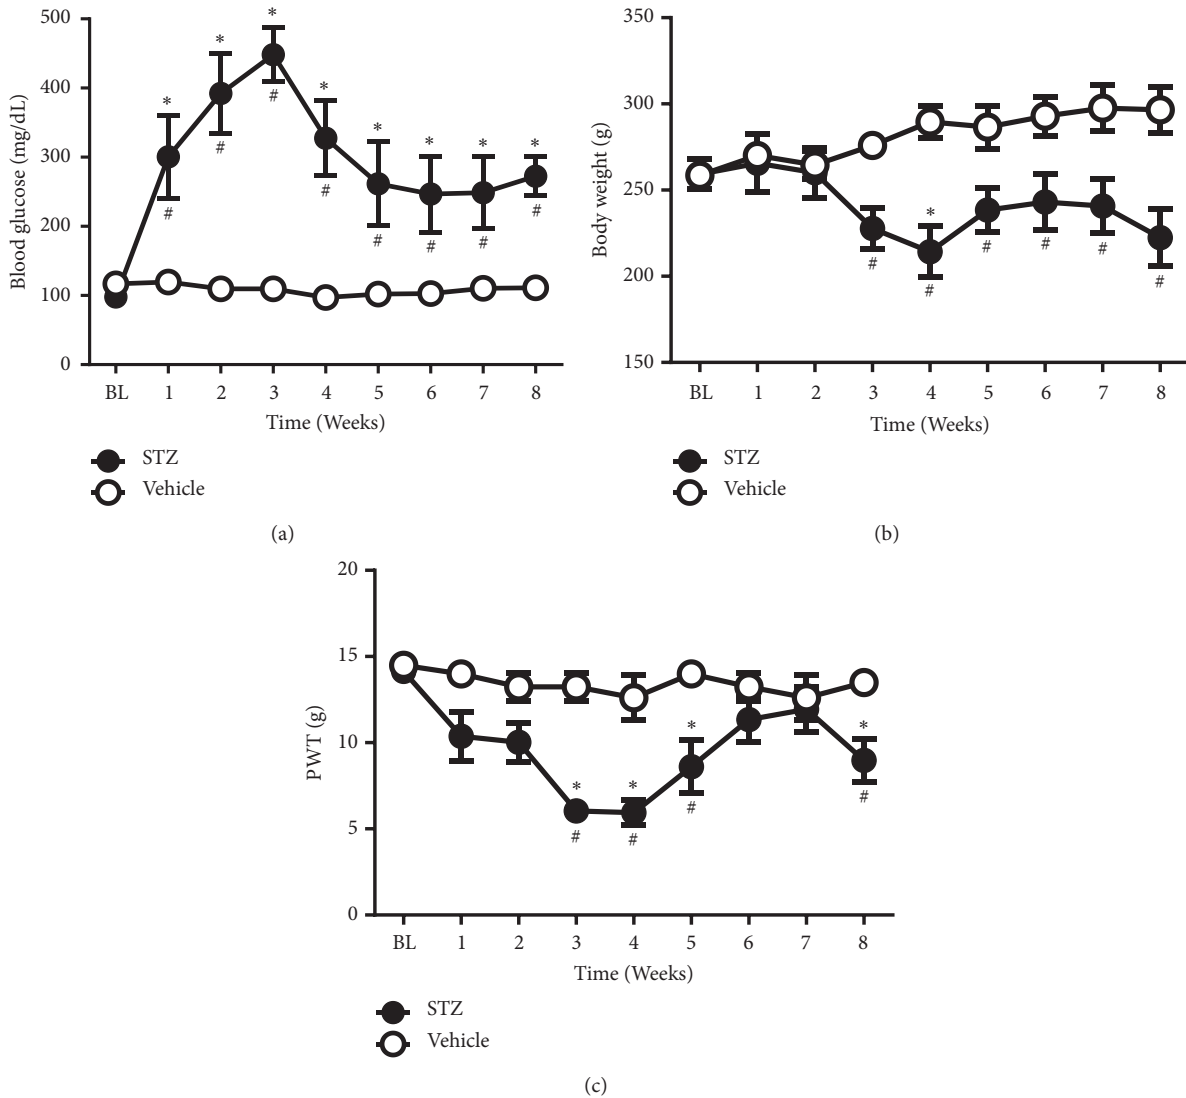 500
400
300
200
100
0
Blood glucose (mg/dL)
* * * * * * * *
# # # # # # # #
BL 1 2 3 4 5 6 7 8
Time (Weeks)
STZ
Vehicle
(a)
350
300
250
200
150
Body weight (g)
*
# # # # # #
BL 1 2 3 4 5 6 7 8
Time (Weeks)
STZ
Vehicle
(b)
20
15
10
5
0
PWT (g)
* * * *
# # # #
BL 1 2 3 4 5 6 7 8
Time (Weeks)
STZ
Vehicle
(c)